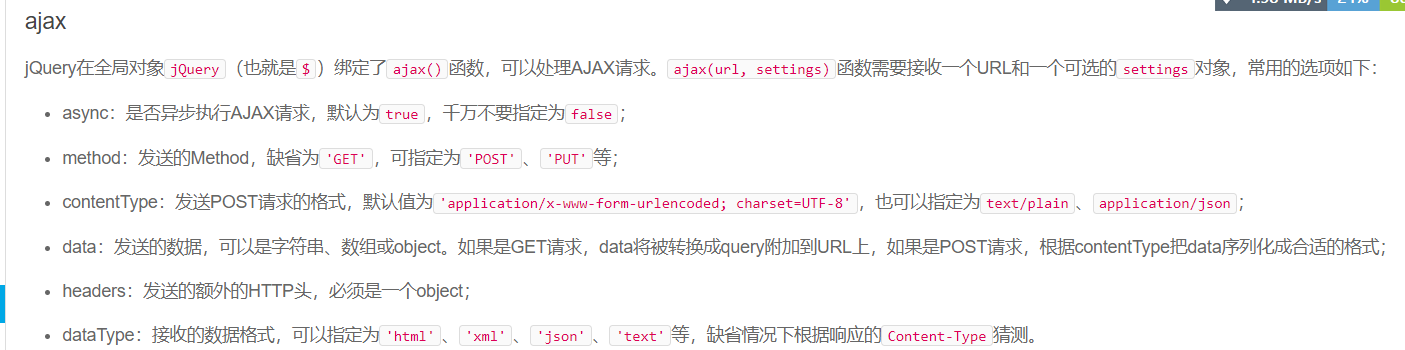 ajax
jQuery在全局对象jQuery（也就是$）绑定了ajax()函数，可以处理AJAX请求。ajax(url, settings)函数需要接收一个URL和一个可选的settings对象，常用的选项如下：
async：是否异步执行AJAX请求，默认为true，千万不要指定为false；
method：发送的Method，缺省为'GET'，可指定为'POST'、'PUT'等；
contentType：发送POST请求的格式，默认值为'application/x-www-form-urlencoded; charset=UTF-8'，也可以指定为text/plain、application/json；
data：发送的数据，可以是字符串、数组或object。如果是GET请求，data将被转换成query附加到URL上，如果是POST请求，根据contentType把data序列化成合适的格式；
headers：发送的额外的HTTP头，必须是一个object；
dataType：接收的数据格式，可以指定为'html'、'xml'、'json'、'text'等，缺省情况下根据响应的Content-Type猜测。